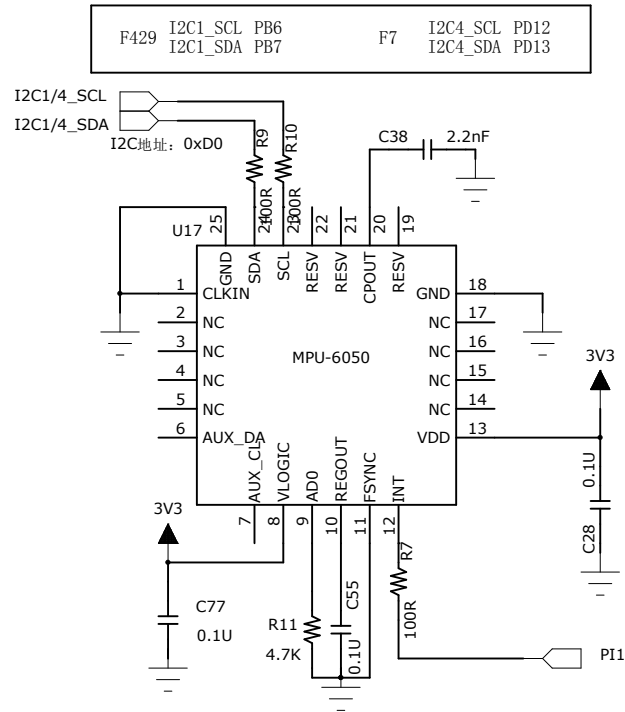 F429 I2C1_SCL PB6 F7 I2C4_SCL PD12
I2C1_SDA PB7 I2C4_SDA PD13
I2C1/4_SCL
I2C1/4_SDA
I2C地址：0xD0
R9
R10
100R
100R
C38 2.2nF
U17
25
24
23
22
21
20
19
GND
SDA
SCL
RESV
RESV
CPOUT
RESV
1 CLKIN
2 NC
3 NC
4 NC
5 NC
6 AUX_DA
MPU-6050
GND 18
NC 17
NC 16
NC 15
NC 14
VDD 13
AUX_CL
VLOGIC
AD0
REGOUT
FSYNC
INT
7
8
9
10
11
12
3V3
0.1U
C28
3V3
C77
0.1U
R11
4.7K
C55
0.1U
R7
100R
PI1